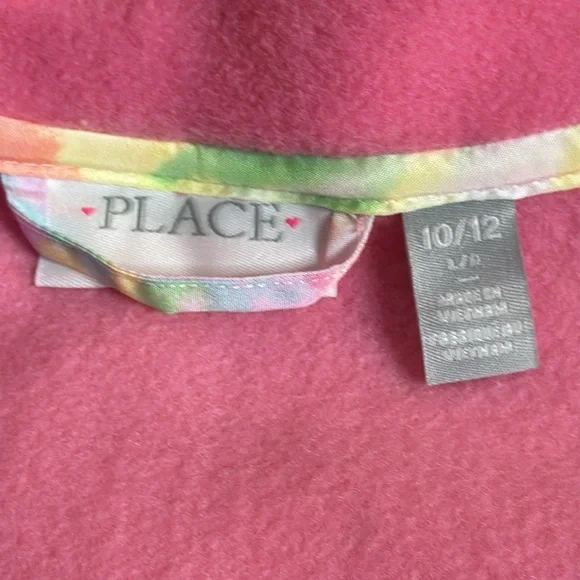 PLACE
10/12
L/G
MADE IN
VIETNAM
FABRIQUÉ AU
VIETNAM